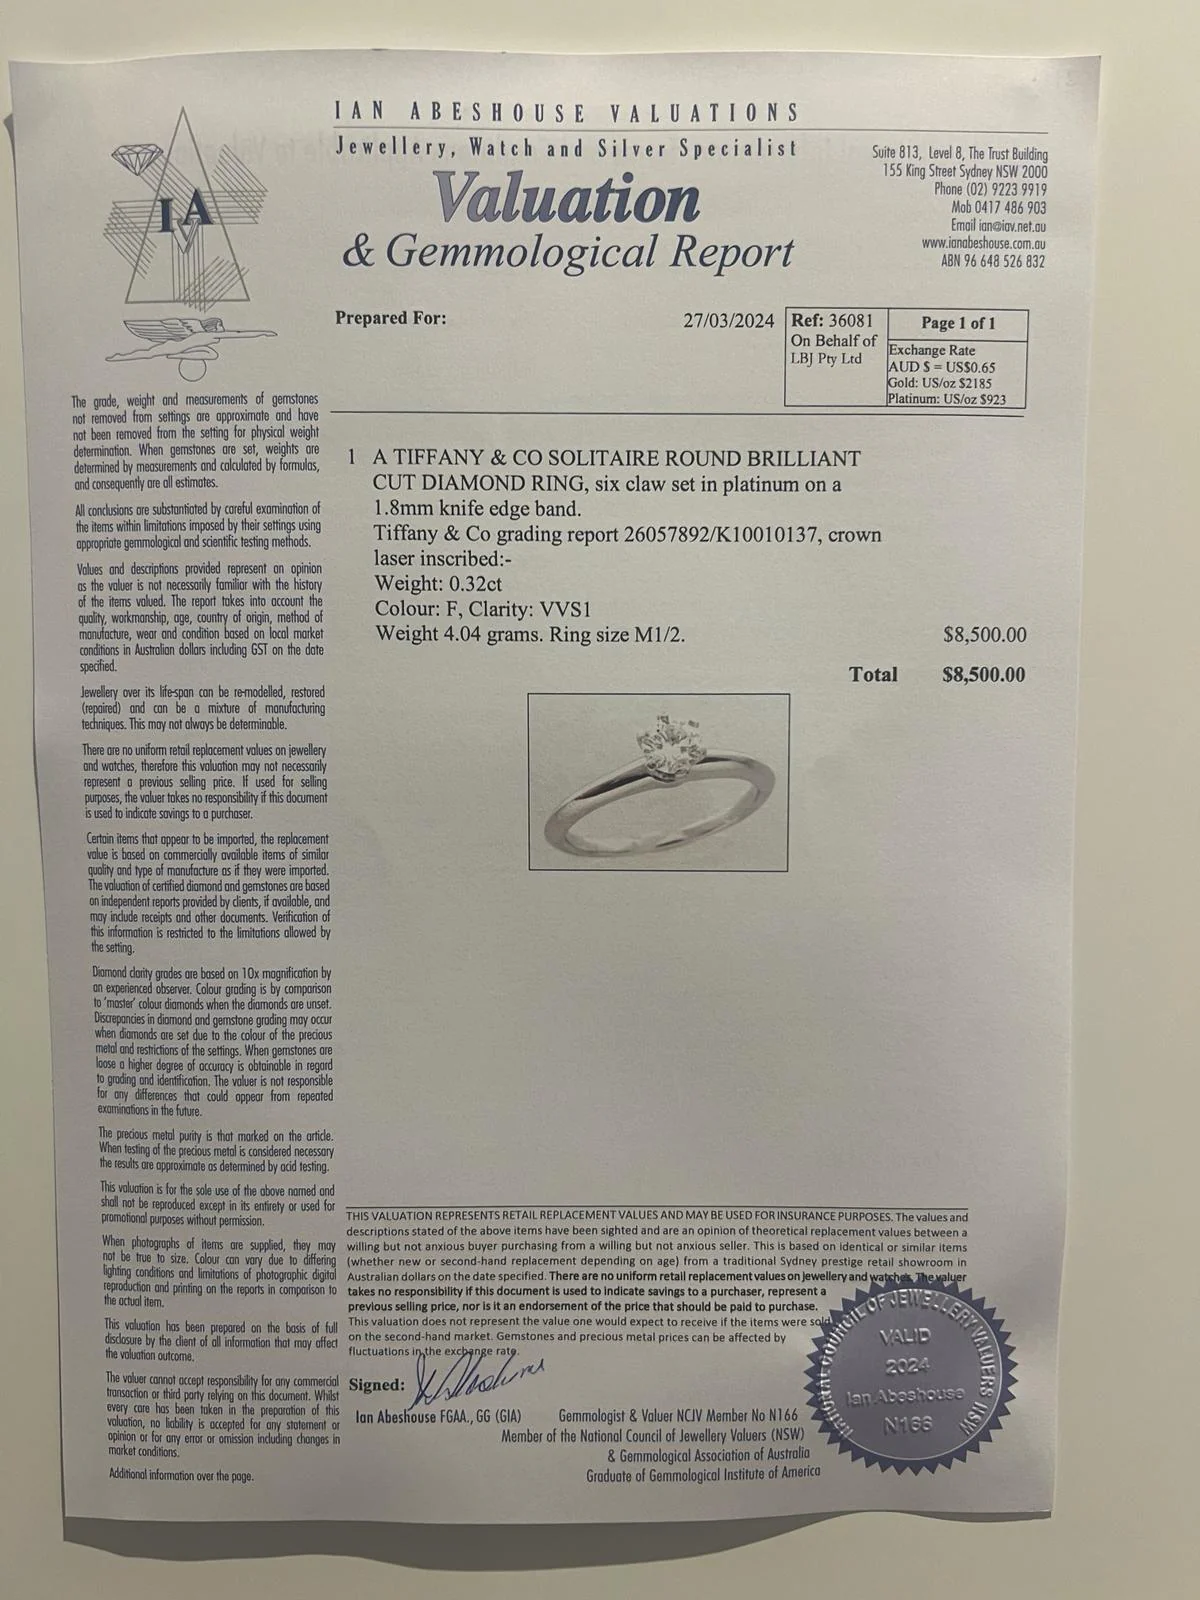 IAN ABESHOUSE VALUATIONS
Jewellery, Watch and Silver Specialist
Valuation
& Gemmological Report
Suite 813, Level 8, The Trust Building
155 King Street Sydney NSW 2000
Phone (02) 9223 9919
Mob 0417 486 903
Email ian@iav.net.au
www.ianabeshouse.com.au
ABN 96 648 526 832
IVA
Prepared For:
27/03/2024
Ref: 36081
On Behalf of
LBJ Pty Ltd
Page 1 of 1
Exchange Rate
AUD $ = US$0.65
Gold: US/oz $2185
Platinum: US/oz $923
The grade, weight and measurements of gemstones
not removed from settings are approximate and have
not been removed from the setting for physical weight
determination. When gemstones are set, weights are
determined by measurements and calculated by formulas,
and consequently are all estimates.
All conclusions are substantiated by careful examination of
the items within limitations imposed by their settings using
appropriate gemmological and scientific testing methods.
Values and descriptions provided represent an opinion
as the valuer is not necessarily familiar with the history
of the items valued. The report takes into account the
quality, workmanship, age, country of origin, method of
manufacture, wear and condition based on local market
conditions in Australian dollars including GST on the date
specified.
Jewellery over its life-span can be re-modelled, restored
(repaired) and can be a mixture of manufacturing
techniques. This may not always be determinable.
There are no uniform retail replacement values on jewellery
and watches, therefore this valuation may not necessarily
represent a previous selling price. If used for selling
purposes, the valuer takes no responsibility if this document
is used to indicate savings to a purchaser.
Certain items that appear to be imported, the replacement
value is based on commercially available items of similar
quality and type of manufacture as if they were imported.
The valuation of certified diamond and gemstones are based
on independent reports provided by clients, if available, and
may include receipts and other documents. Verification of
this information is restricted to the limitations allowed by
the setting.
Diamond clarity grades are based on 10x magnification by
an experienced observer. Colour grading is by comparison
to 'master' colour diamonds when the diamonds are unset.
Discrepancies in diamond and gemstone grading may occur
when diamonds are set due to the colour of the precious
metal and restrictions of the settings. When gemstones are
loose a higher degree of accuracy is obtainable in regard
to grading and identification. The valuer is not responsible
for any differences that could appear from repeated
examinations in the future.
The precious metal purity is that marked on the article.
When testing of the precious metal is considered necessary
the results are approximate as determined by acid testing.
This valuation is for the sole use of the above named and
shall not be reproduced except in its entirety or used for
promotional purposes without permission.
When photographs of items are supplied, they may
not be true to size. Colour can vary due to differing
lighting conditions and limitations of photographic digital
reproduction and printing on the reports in comparison to
the actual item.
This valuation has been prepared on the basis of full
disclosure by the client of all information that may affect
the valuation outcome.
The valuer cannot accept responsibility for any commercial
transaction or third party relying on this document. Whilst
every care has been taken in the preparation of this
valuation, no liability is accepted for any statement or
opinion or for any error or omission including changes in
market conditions.
Additional information over the page.
1 A TIFFANY & CO SOLITAIRE ROUND BRILLIANT
CUT DIAMOND RING, six claw set in platinum on a
1.8mm knife edge band.
Tiffany & Co grading report 26057892/K10010137, crown
laser inscribed:-
Weight: 0.32ct
Colour: F, Clarity: VVS1
Weight 4.04 grams. Ring size M1/2. $8,500.00
Total $8,500.00
THIS VALUATION REPRESENTS RETAIL REPLACEMENT VALUES AND MAY BE USED FOR INSURANCE PURPOSES. The values and
descriptions stated of the above items have been sighted and are an opinion of theoretical replacement values between a
willing but not anxious buyer purchasing from a willing but not anxious seller. This is based on identical or similar items
(whether new or second-hand replacement depending on age) from a traditional Sydney prestige retail showroom in
Australian dollars on the date specified. There are no uniform retail replacement values on jewellery and watches. The valuer
takes no responsibility if this document is used to indicate savings to a purchaser, represent a
previous selling price, nor is it an endorsement of the price that should be paid to purchase.
This valuation does not represent the value one would expect to receive if the items were sold
on the second-hand market. Gemstones and precious metal prices can be affected by
fluctuations in the exchange rate.
Signed:
Ian Abeshouse FGAA., GG (GIA)
Gemmologist & Valuer NCJV Member No N166
Member of the National Council of Jewellery Valuers (NSW)
& Gemmological Association of Australia
Graduate of Gemmological Institute of America
NATIONAL COUNCIL OF JEWELLERY VALUERS NSW
VALID
2024
Ian Abeshouse
N166